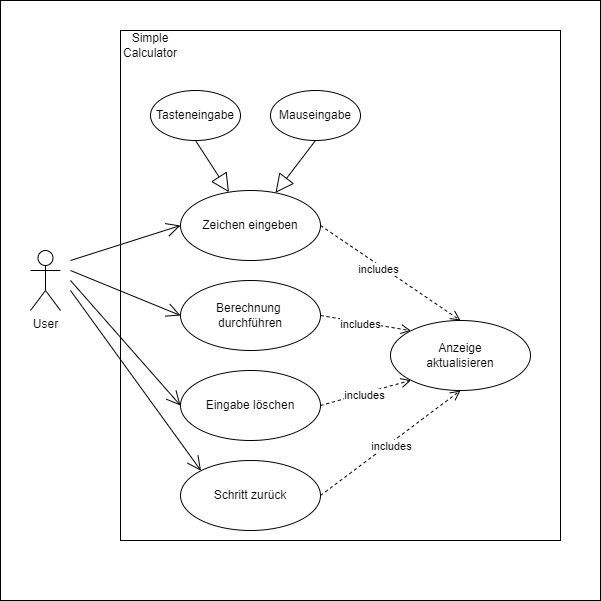 Simple
Calculator
Tasteneingabe
Mauseingabe
Zeichen eingeben
includes
User
Berechnung
durchführen
includes
Anzeige
aktualisieren
Eingabe löschen
includes
includes
Schritt zurück